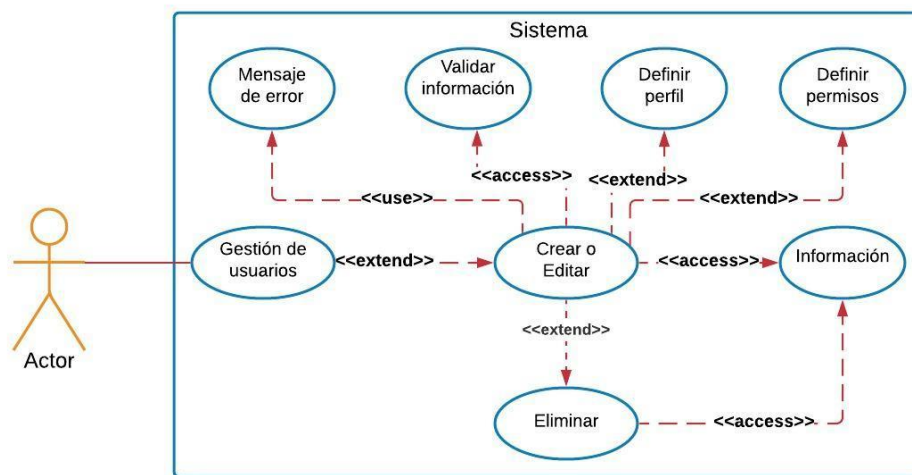 Sistema
Mensaje
de error
Validar
información
Definir
perfil
Definir
permisos
<<access>>
<<extend>>
<<use>>
<<extend>>
Gestión de
usuarios
<<extend>>
Crear o
Editar
<<access>>
Información
<<extend>>
Actor
Eliminar
<<access>>